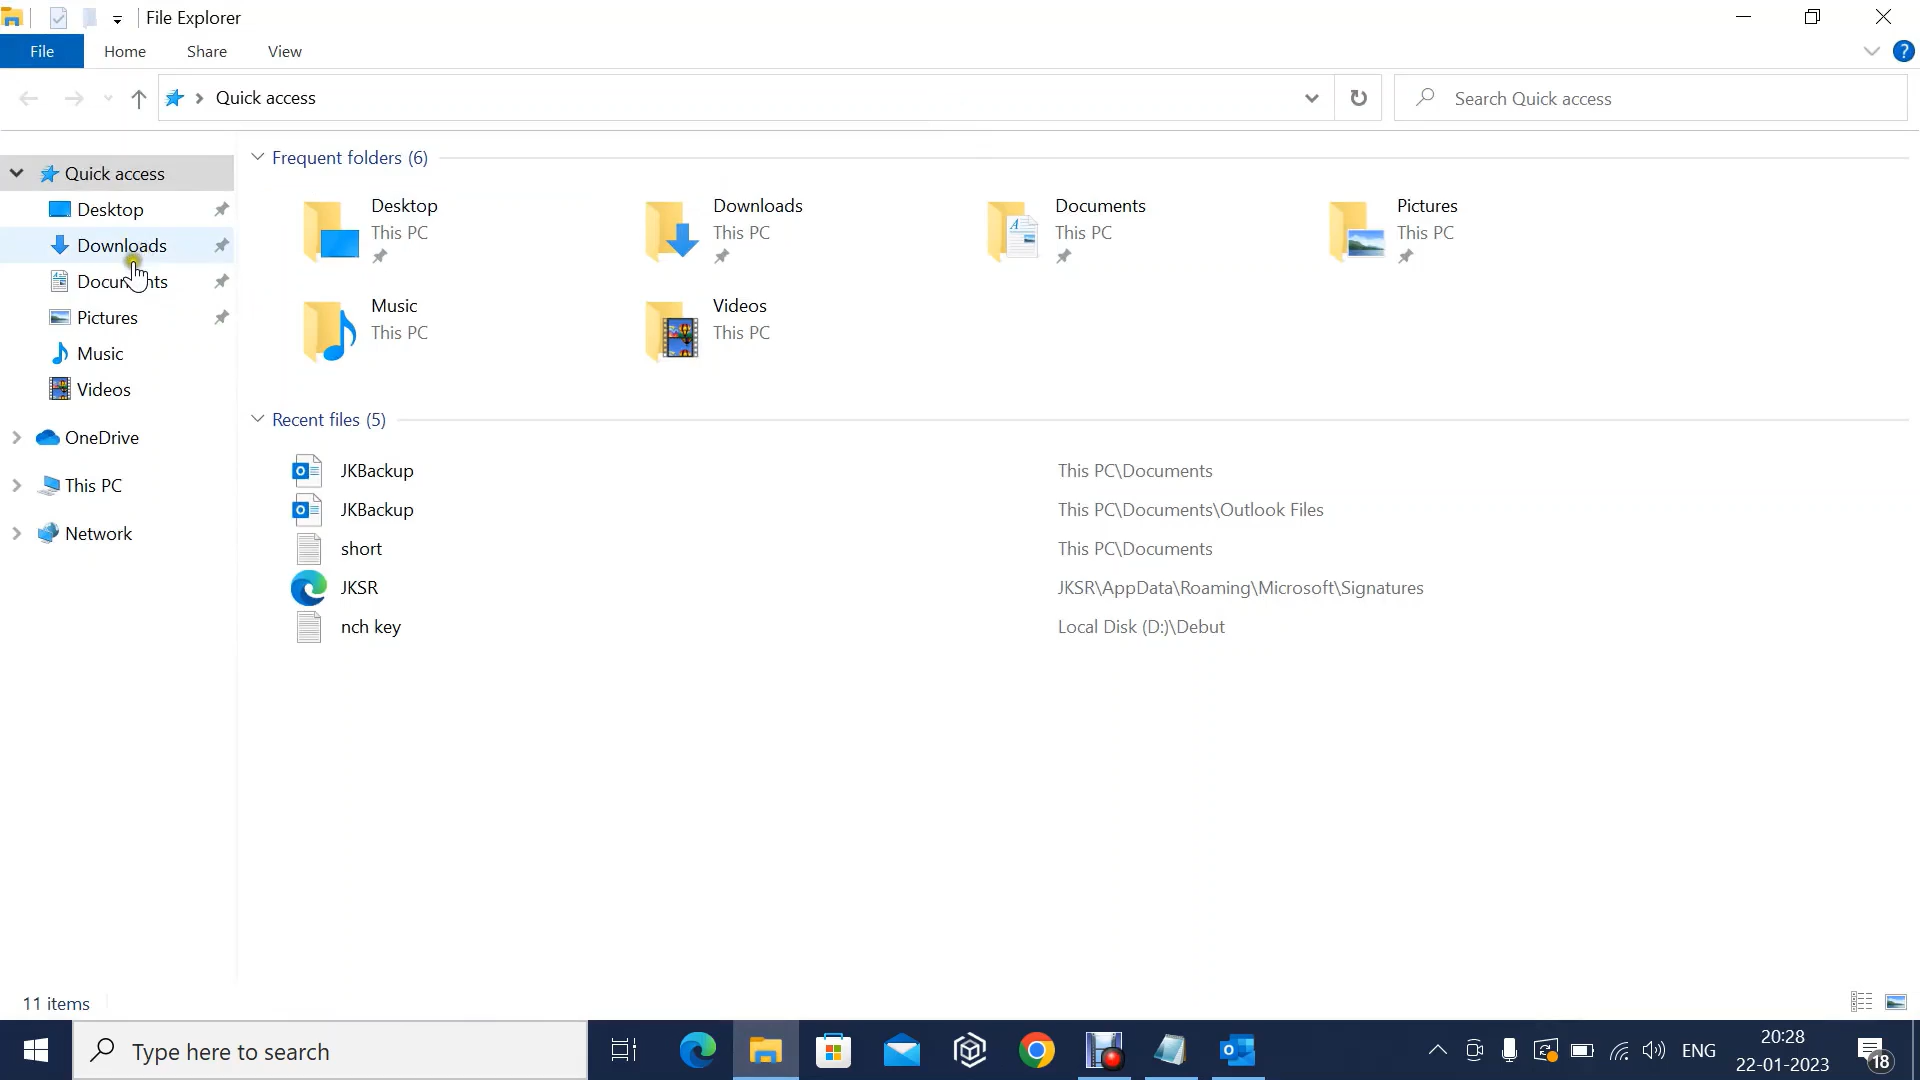 File Explorer
File Home Share View
Quick access
Search Quick access
Quick access
Desktop
Downloads
Documents
Pictures
Music
Videos
OneDrive
This PC
Network
Frequent folders (6)
Desktop
This PC
Downloads
This PC
Documents
This PC
Pictures
This PC
Music
This PC
Videos
This PC
Recent files (5)
JKBackup This PC\Documents
JKBackup This PC\Documents\Outlook Files
short This PC\Documents
JKSR JKSR\AppData\Roaming\Microsoft\Signatures
nch key Local Disk (D:)\Debut
11 items
Type here to search
ENG
20:28
22-01-2023
18